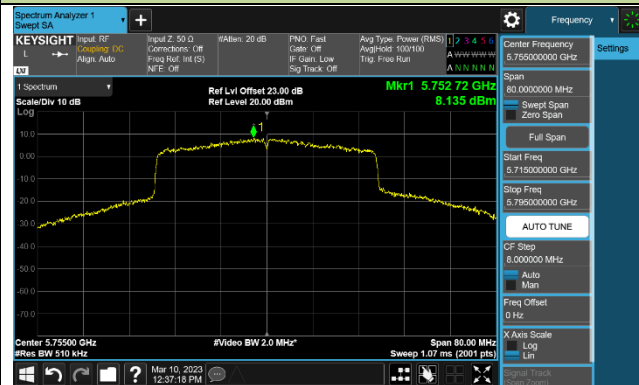 Spectrum Analyzer 1
Swept SA
Frequency
KEYSIGHT
L
Input: RF
Coupling: DC
Align: Auto
Input Z: 50 Ω
Corrections: Off
Freq Ref: Int (S)
NFE: Off
#Atten: 20 dB
PNO: Fast
Gate: Off
IF Gain: Low
Sig Track: Off
Avg Type: Power (RMS)
Avg|Hold: 100/100
Trig: Free Run
1 2 3 4 5 6
A W W W W W
A N N N N N
1 Spectrum
Scale/Div 10 dB
Log
Ref Lvl Offset 23.00 dB
Ref Level 20.00 dBm
Mkr1 5.752 72 GHz
8.135 dBm
1
10.0
0.00
-10.0
-20.0
-30.0
-40.0
-50.0
-60.0
-70.0
Center 5.75500 GHz
#Res BW 510 kHz
#Video BW 2.0 MHz*
Span 80.00 MHz
Sweep 1.07 ms (2001 pts)
Center Frequency
5.755000000 GHz
Span
80.0000000 MHz
Swept Span
Zero Span
Full Span
Start Freq
5.715000000 GHz
Stop Freq
5.795000000 GHz
AUTO TUNE
CF Step
8.000000 MHz
Auto
Man
Freq Offset
0 Hz
X Axis Scale
Log
Lin
Signal Track
(Span Zoom)
Settings
Mar 10, 2023
12:37:18 PM